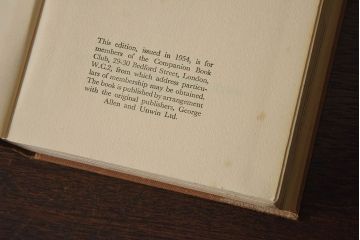 This edition, issued in 1954, is for
members of the Companion Book
Club, 25-30 Bedford Street, London,
W.C.2, from which address particu-
lars of membership may be obtained.
The book is published by arrangement
with the original publishers, George
Allen and Unwin Ltd.